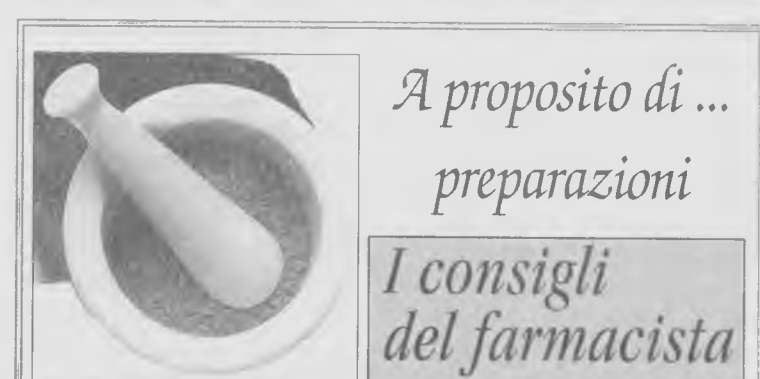 A proposito di ...
preparazioni
I consigli
del farmacista